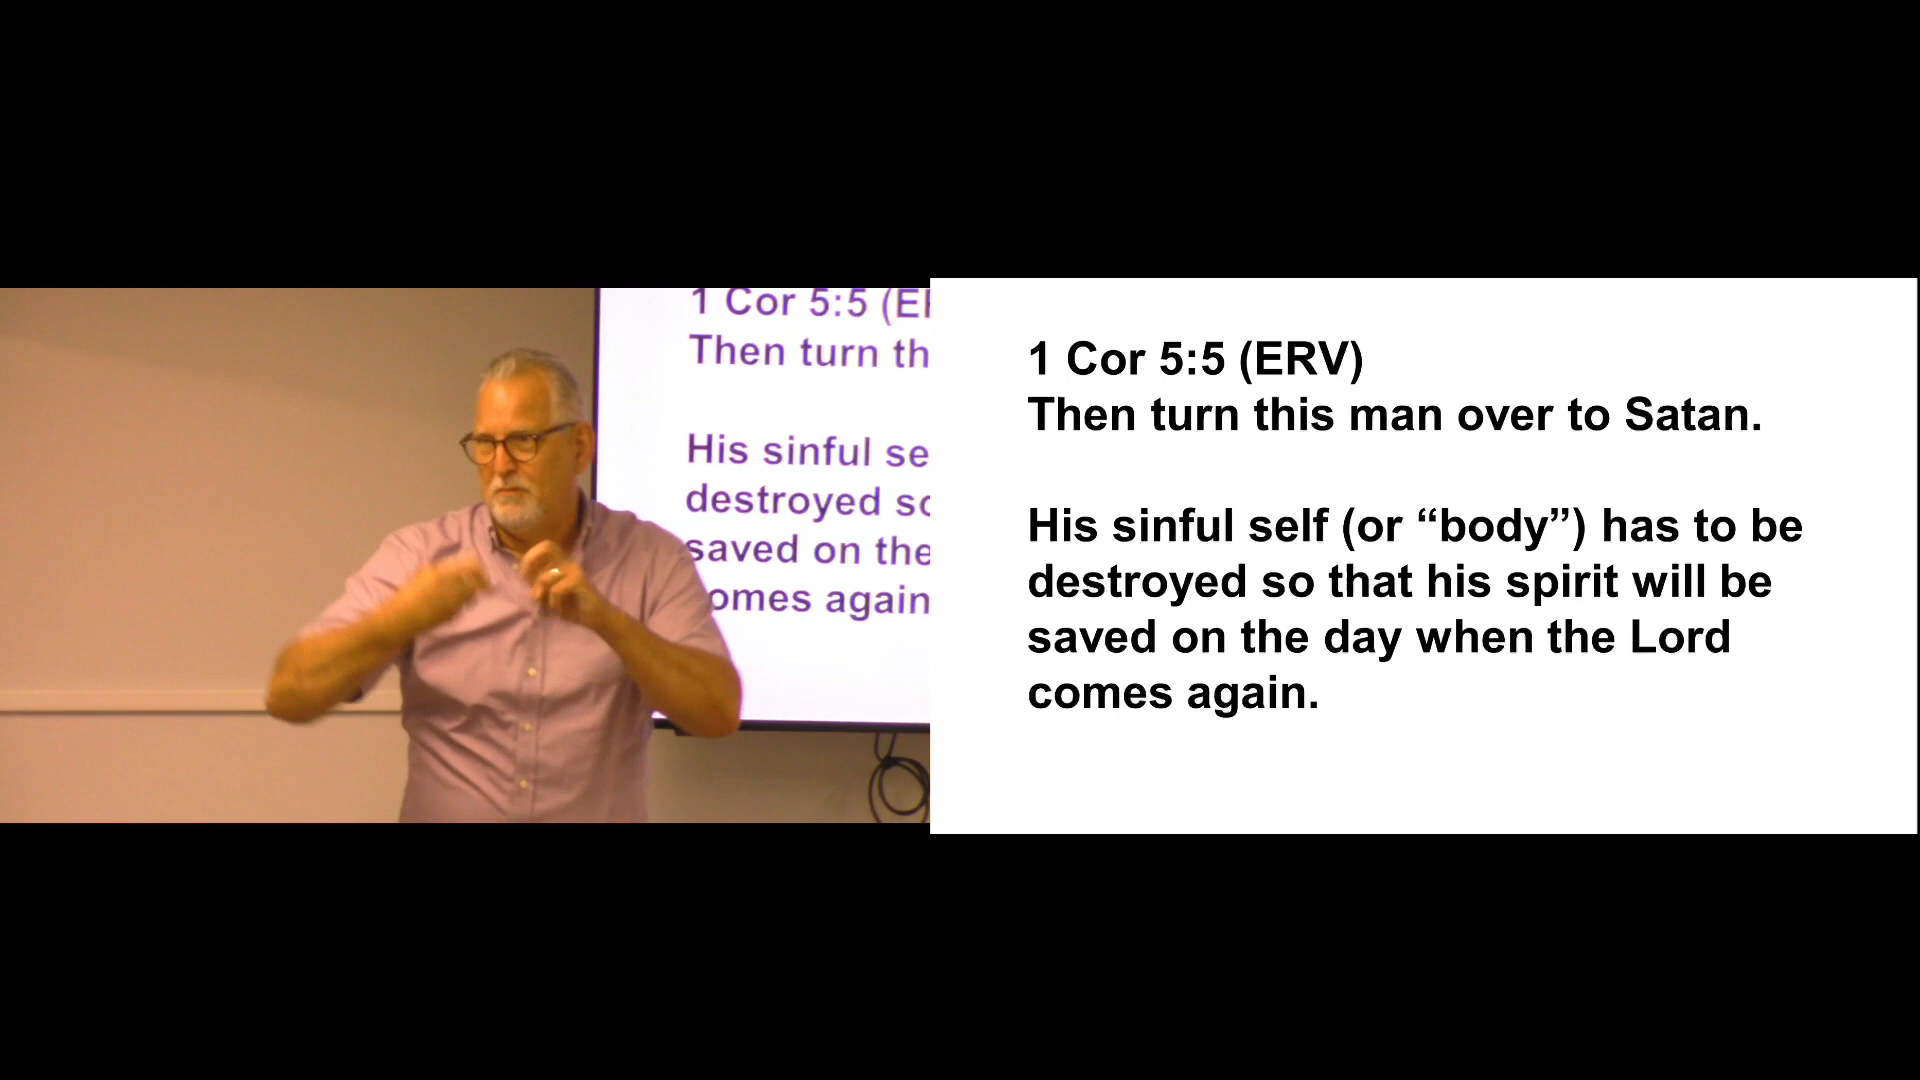 1 Cor 5:5 (E
Then turn th
His sinful se
destroyed so
saved on the
omes again
1 Cor 5:5 (ERV)
Then turn this man over to Satan.
His sinful self (or “body”) has to be
destroyed so that his spirit will be
saved on the day when the Lord
comes again.